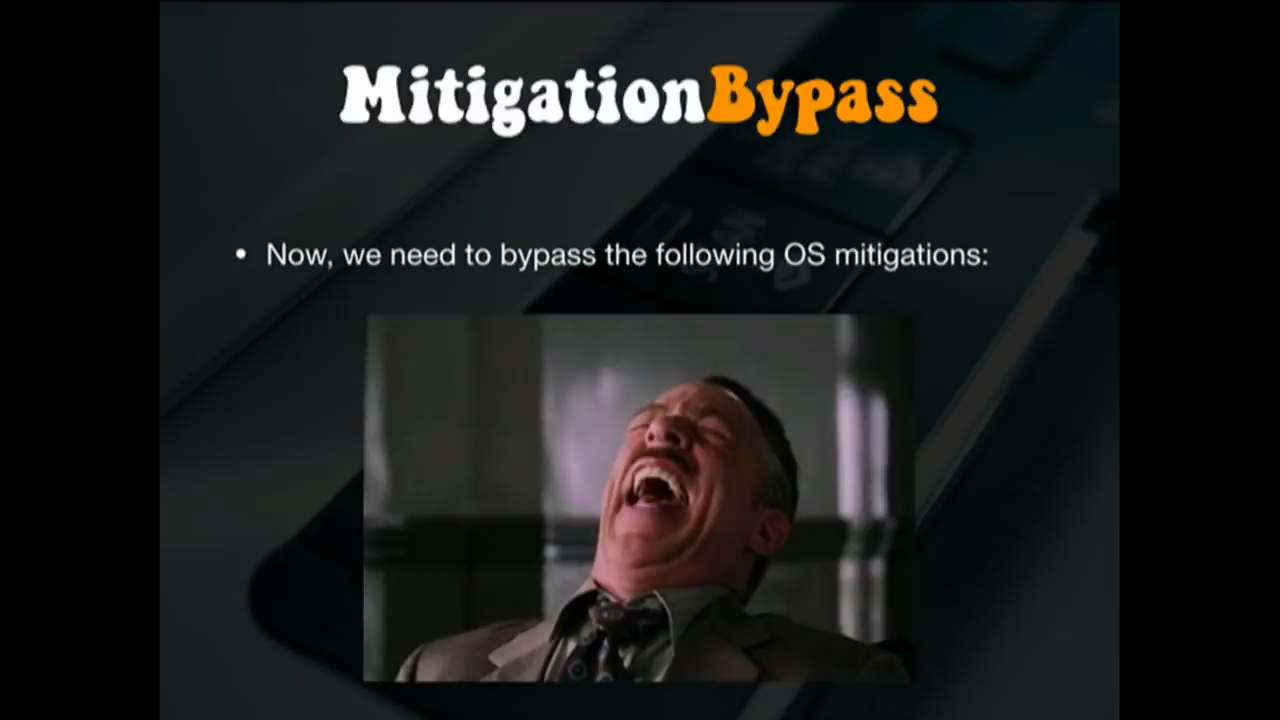 MitigationBypass
• Now, we need to bypass the following OS mitigations: